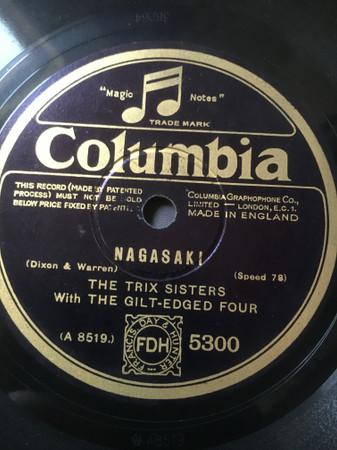 "Magic Notes"
TRADE MARK
Columbia
THIS RECORD (MADE BY PATENTED
PROCESS) MUST NOT BE SOLD
BELOW PRICE FIXED BY PATENTEES
COLUMBIA GRAPHOPHONE CO.,
LIMITED — LONDON, E.C.1.
MADE IN ENGLAND
NAGASAKI
(Dixon & Warren)
(Speed 78)
THE TRIX SISTERS
With THE GILT-EDGED FOUR
(A 8519.)
FRANCIS, DAY & HUNTER
FDH
5300
A8519